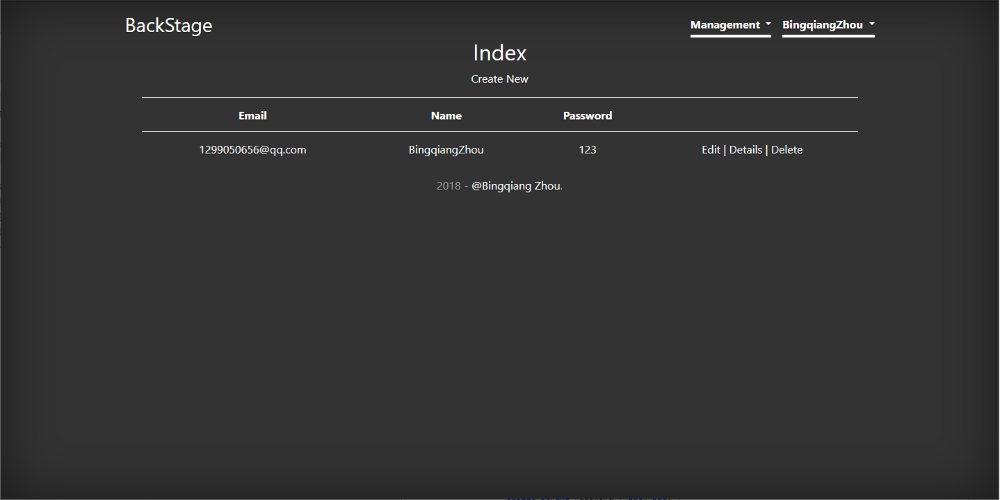 BackStage Management BingqiangZhou
Index
Create New
Email Name Password
1299050656@qq.com BingqiangZhou 123 Edit | Details | Delete
2018 - @Bingqiang Zhou.